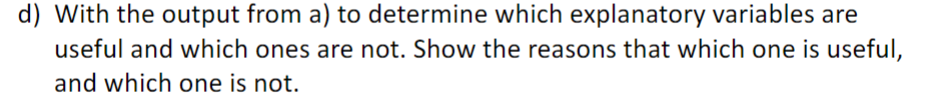 d) With the output from a) to determine which explanatory variables are
useful and which ones are not. Show the reasons that which one is useful,
and which one is not.